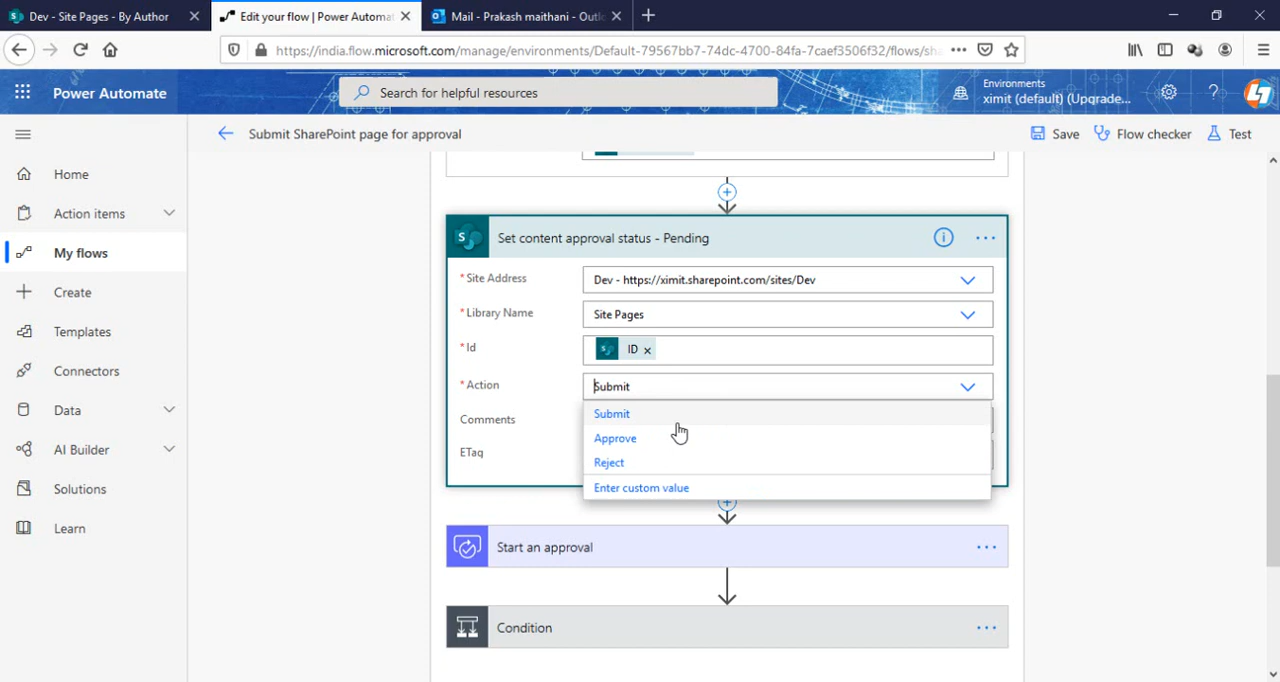 Dev - Site Pages - By Author
Edit your flow | Power Automat
Mail - Prakash maithani - Outlo
https://india.flow.microsoft.com/manage/environments/Default-79567bb7-74dc-4700-84fa-7caef3506f32/flows/sh
Power Automate
Search for helpful resources
Environments
ximit (default) (Upgrade...
Submit SharePoint page for approval
Save
Flow checker
Test
Home
Action items
My flows
Create
Templates
Connectors
Data
AI Builder
Solutions
Learn
Set content approval status - Pending
* Site Address
Dev - https://ximit.sharepoint.com/sites/Dev
* Library Name
Site Pages
* Id
ID
* Action
Submit
Submit
Comments
Approve
ETag
Reject
Enter custom value
Start an approval
Condition